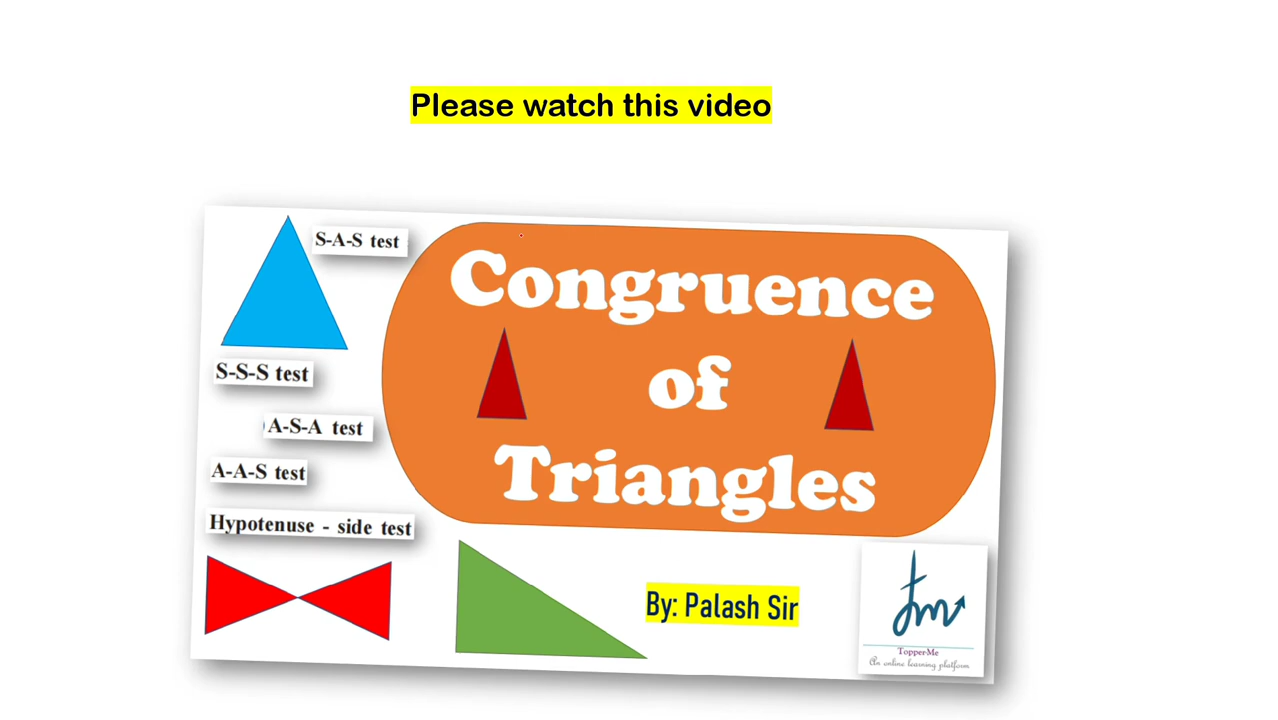 Please watch this video
S-A-S test
Congruence
of
Triangles
S-S-S test
) A-S-A test
A-A-S test
Hypotenuse - side test
By: Palash Sir
TopperMe
An online learning platform